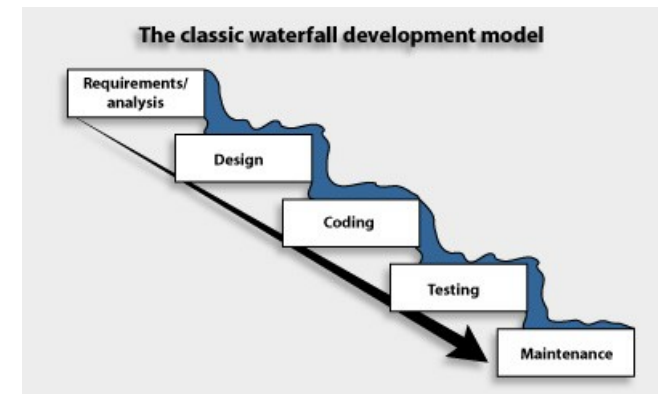 The classic waterfall development model
Requirements/
analysis
Design
Coding
Testing
Maintenance